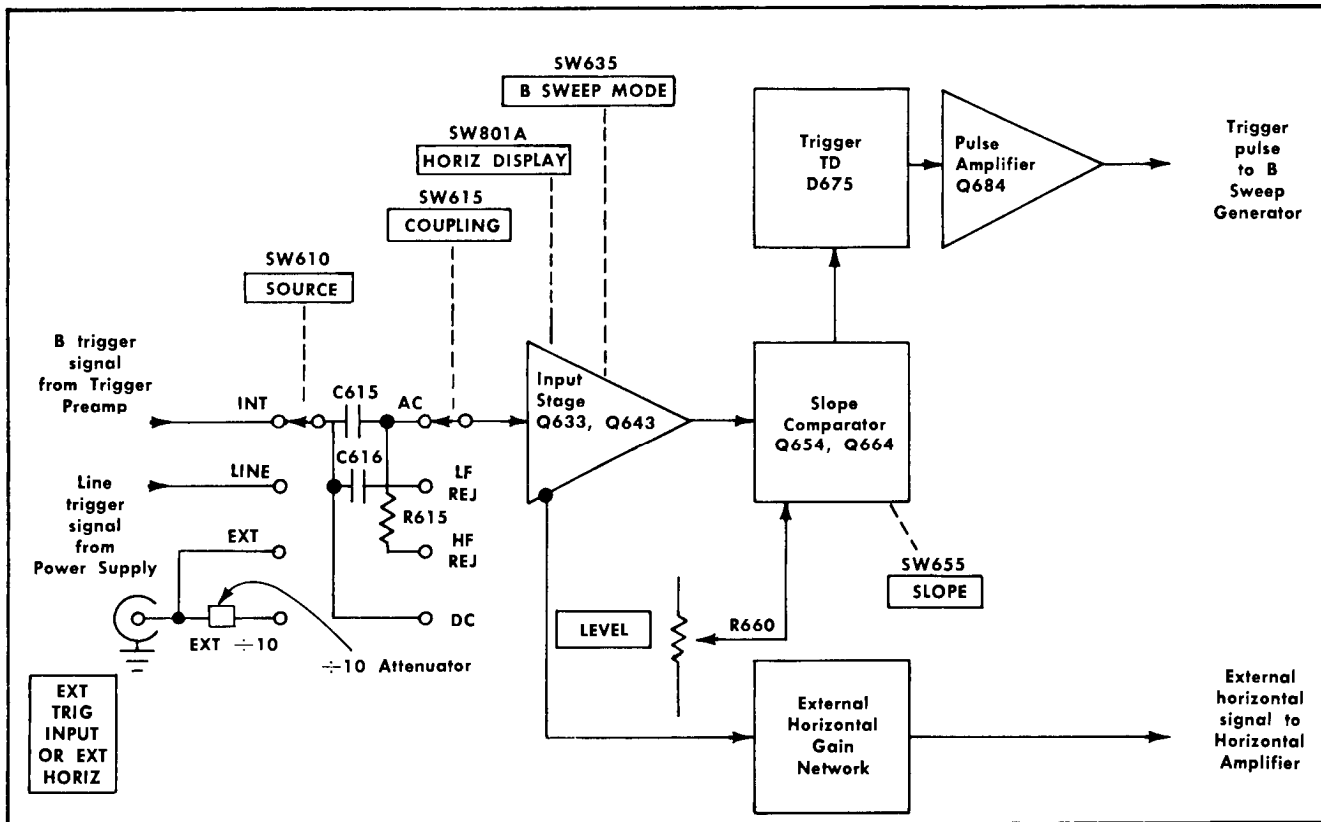 SW635
B SWEEP MODE
SW801A
HORIZ DISPLAY
SW615
COUPLING
SW610
SOURCE
Trigger
TD
D675
Pulse
Amplifier
Q684
Trigger
pulse
to B
Sweep
Generator
B trigger
signal
from Trigger
Preamp
INT
C615
AC
Input
Stage
Q633, Q643
Slope
Comparator
Q654, Q664
Line
trigger
signal
from
Power Supply
LINE
C616
LF
REJ
R615
HF
REJ
EXT
DC
EXT ÷10
÷10 Attenuator
SW655
SLOPE
LEVEL
R660
EXT
TRIG
INPUT
OR EXT
HORIZ
External
Horizontal
Gain
Network
External
horizontal
signal to
Horizontal
Amplifier